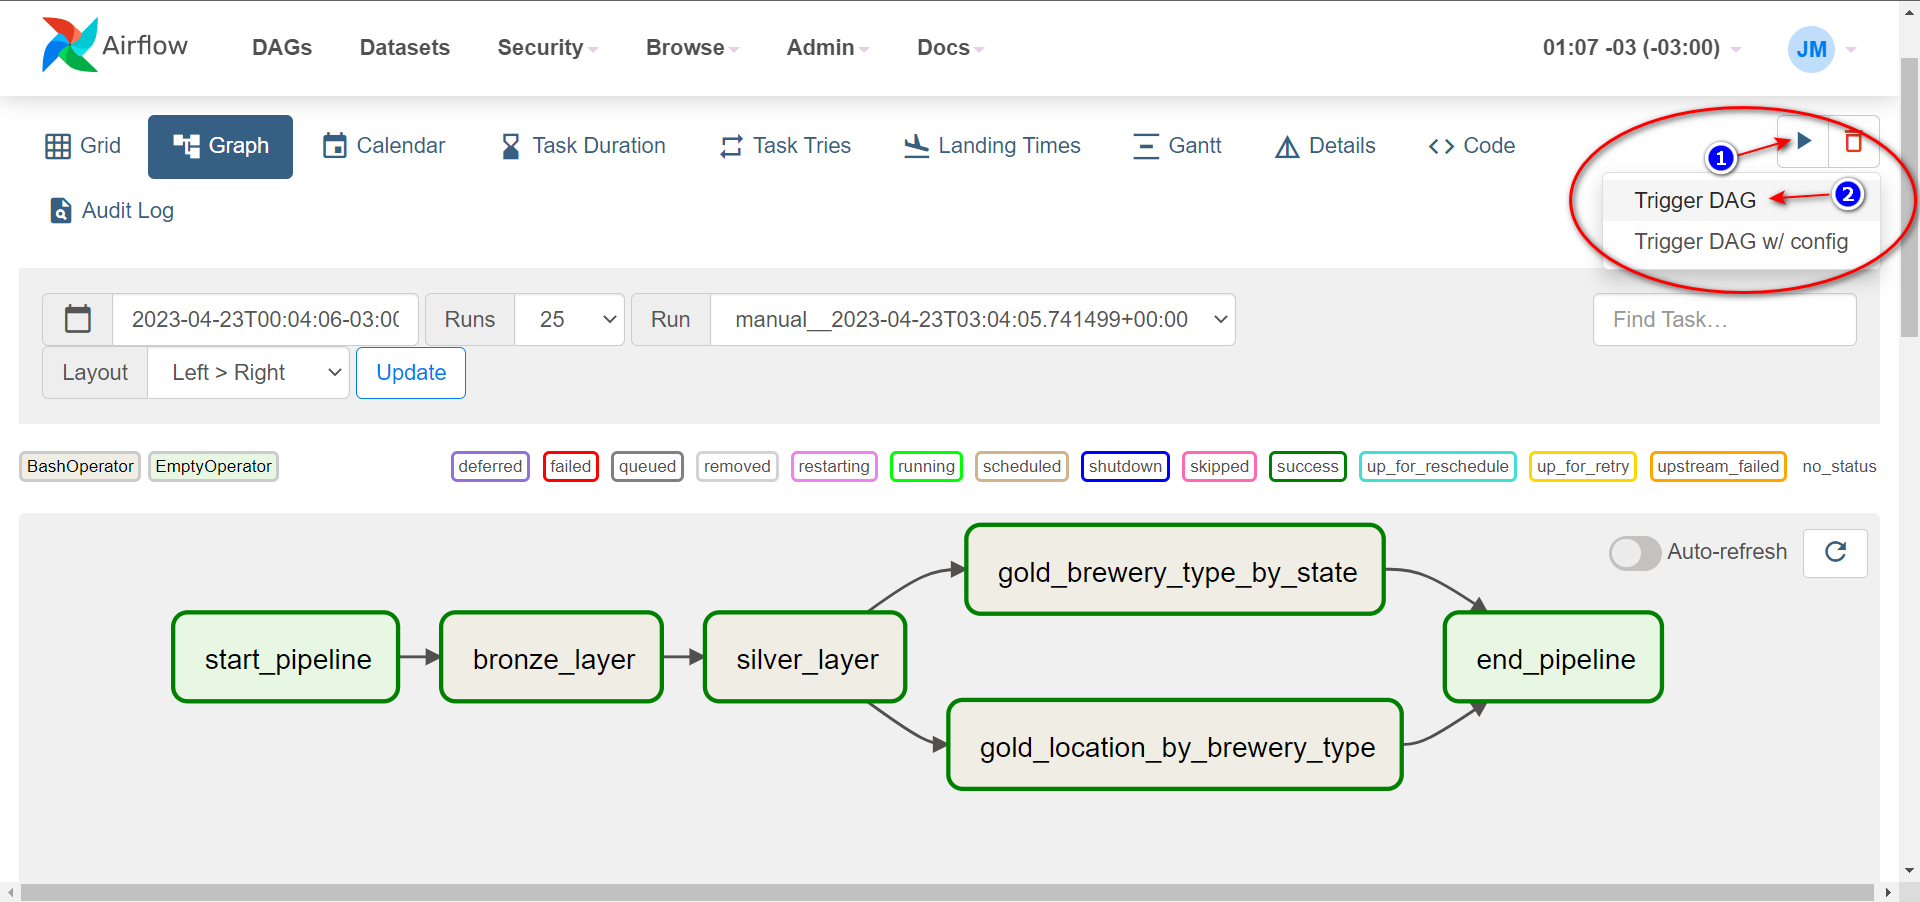 Airflow DAGs Datasets Security Browse Admin Docs 01:07 -03 (-03:00) JM
Grid Graph Calendar Task Duration Task Tries Landing Times Gantt Details Code
1
Trigger DAG 2
Audit Log
Trigger DAG w/ config
2023-04-23T00:04:06-03:00 Runs 25 Run manual__2023-04-23T03:04:05.741499+00:00 Find Task…
Layout Left > Right Update
BashOperator EmptyOperator deferred failed queued removed restarting running scheduled shutdown skipped success up_for_reschedule up_for_retry upstream_failed no_status
Auto-refresh
gold_brewery_type_by_state
start_pipeline bronze_layer silver_layer end_pipeline
gold_location_by_brewery_type